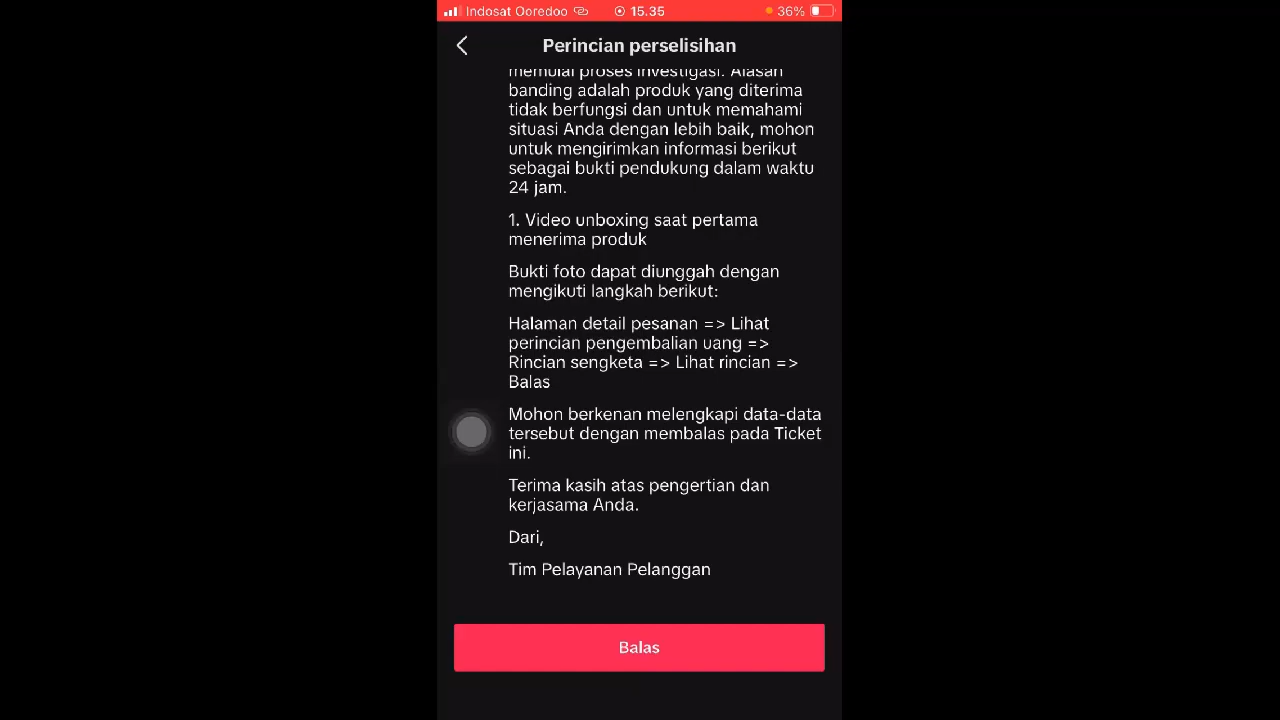 Indosat Ooredoo 15.35 36%
Perincian perselisihan
memulai proses investigasi. Alasan
banding adalah produk yang diterima
tidak berfungsi dan untuk memahami
situasi Anda dengan lebih baik, mohon
untuk mengirimkan informasi berikut
sebagai bukti pendukung dalam waktu
24 jam.
1. Video unboxing saat pertama
menerima produk
Bukti foto dapat diunggah dengan
mengikuti langkah berikut:
Halaman detail pesanan => Lihat
perincian pengembalian uang =>
Rincian sengketa => Lihat rincian =>
Balas
Mohon berkenan melengkapi data-data
tersebut dengan membalas pada Ticket
ini.
Terima kasih atas pengertian dan
kerjasama Anda.
Dari,
Tim Pelayanan Pelanggan
Balas